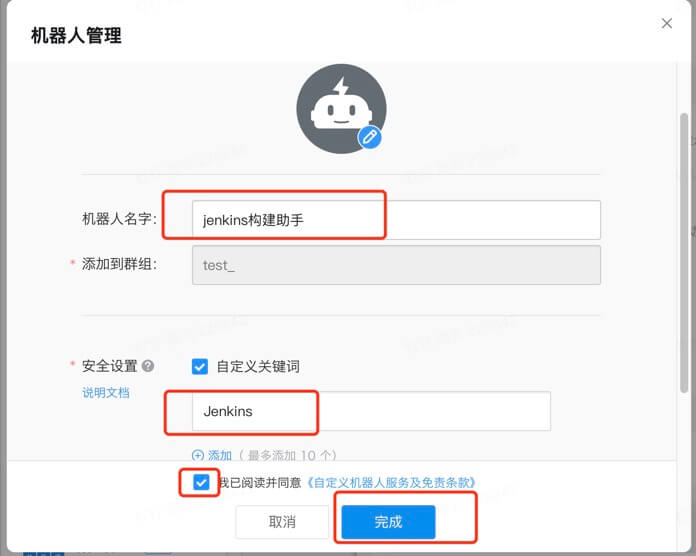 机器人管理
机器人名字:
jenkins构建助手
* 添加到群组:
test_
* 安全设置
自定义关键词
说明文档
Jenkins
添加（最多添加 10 个）
我已阅读并同意《自定义机器人服务及免责条款》
取消
完成